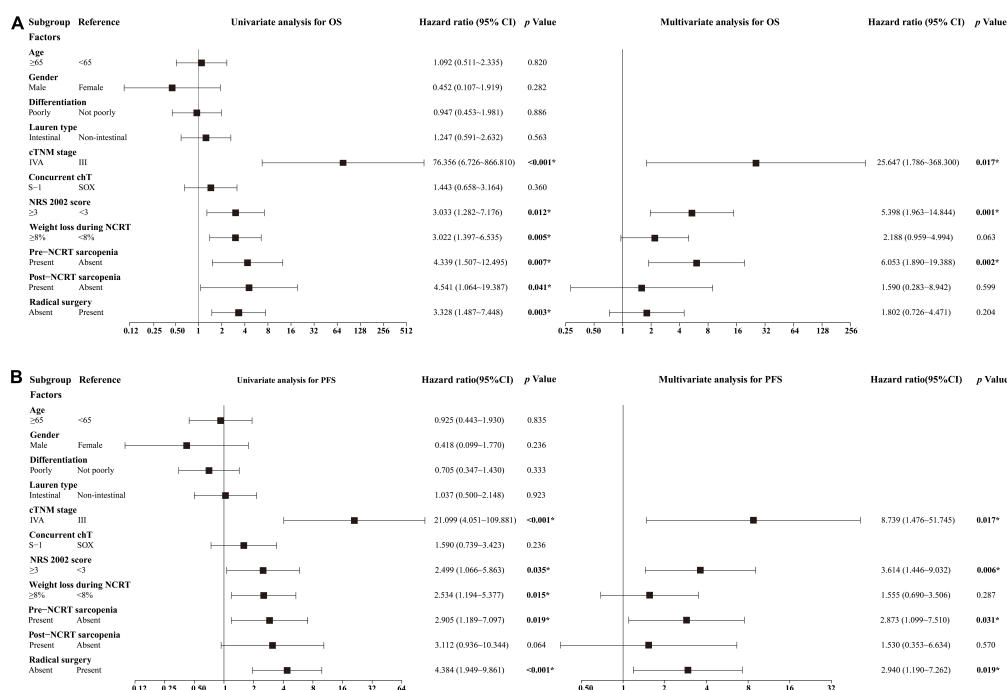 A Subgroup Reference Univariate analysis for OS Hazard ratio (95% CI) p Value Multivariate analysis for OS Hazard ratio (95% CI) p Value
Factors
Age
≥65 <65 1.092 (0.511~2.335) 0.820
Gender
Male Female 0.452 (0.107~1.919) 0.282
Differentiation
Poorly Not poorly 0.947 (0.453~1.981) 0.886
Lauren type
Intestinal Non-intestinal 1.247 (0.591~2.632) 0.563
cTNM stage
IVA III 76.356 (6.726~866.810) <0.001* 25.647 (1.786~368.300) 0.017*
Concurrent chT
S−1 SOX 1.443 (0.658~3.164) 0.360
NRS 2002 score
≥3 <3 3.033 (1.282~7.176) 0.012* 5.398 (1.963~14.844) 0.001*
Weight loss during NCRT
≥8% <8% 3.022 (1.397~6.535) 0.005* 2.188 (0.959~4.994) 0.063
Pre−NCRT sarcopenia
Present Absent 4.339 (1.507~12.495) 0.007* 6.053 (1.890~19.388) 0.002*
Post−NCRT sarcopenia
Present Absent 4.541 (1.064~19.387) 0.041* 1.590 (0.283~8.942) 0.599
Radical surgery
Absent Present 3.328 (1.487~7.448) 0.003* 1.802 (0.726~4.471) 0.204
0.12 0.25 0.50 1 2 4 8 16 32 64 128 256 512 0.25 0.50 1 2 4 8 16 32 64 128 256
B Subgroup Reference Univariate analysis for PFS Hazard ratio(95%CI) p Value Multivariate analysis for PFS Hazard ratio(95%CI) p Value
Factors
Age
≥65 <65 0.925 (0.443~1.930) 0.835
Gender
Male Female 0.418 (0.099~1.770) 0.236
Differentiation
Poorly Not poorly 0.705 (0.347~1.430) 0.333
Lauren type
Intestinal Non-intestinal 1.037 (0.500~2.148) 0.923
cTNM stage
IVA III 21.099 (4.051~109.881) <0.001* 8.739 (1.476~51.745) 0.017*
Concurrent chT
S−1 SOX 1.590 (0.739~3.423) 0.236
NRS 2002 score
≥3 <3 2.499 (1.066~5.863) 0.035* 3.614 (1.446~9.032) 0.006*
Weight loss during NCRT
≥8% <8% 2.534 (1.194~5.377) 0.015* 1.555 (0.690~3.506) 0.287
Pre−NCRT sarcopenia
Present Absent 2.905 (1.189~7.097) 0.019* 2.873 (1.099~7.510) 0.031*
Post−NCRT sarcopenia
Present Absent 3.112 (0.936~10.344) 0.064 1.530 (0.353~6.634) 0.570
Radical surgery
Absent Present 4.384 (1.949~9.861) <0.001* 2.940 (1.190~7.262) 0.019*
0.12 0.25 0.50 1 2 4 8 16 32 64 0.50 1 2 4 8 16 32